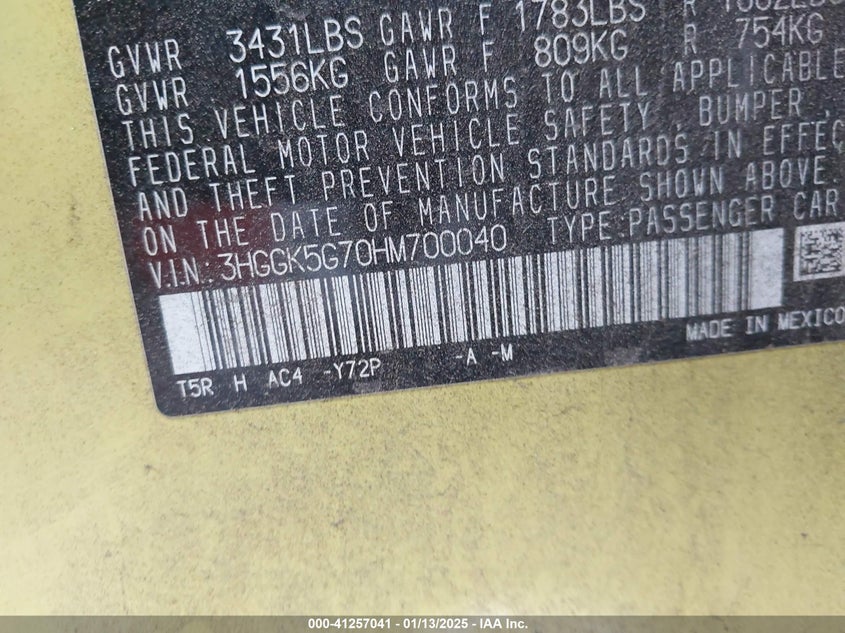 GVWR 3431LBS GAWR F 1783LBS R
GVWR 1556KG GAWR F 809KG R 754KG
THIS VEHICLE CONFORMS TO ALL APPLICABLE
FEDERAL MOTOR VEHICLE SAFETY, BUMPER,
AND THEFT PREVENTION STANDARDS IN EFFEC
ON THE DATE OF MANUFACTURE SHOWN ABOVE.
V.I.N.: 3HGGK5G70HM700040 TYPE:PASSENGER CAR
MADE IN MEXICO
T5R H AC4 -Y72P -A -M
000-41257041 - 01/13/2025 - IAA Inc.